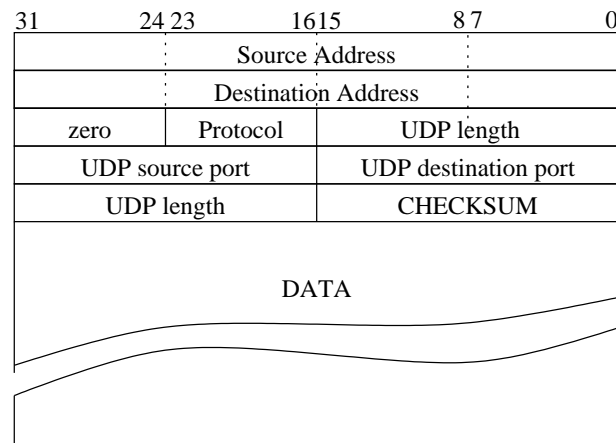 31 24 23 16 15 8 7 0
Source Address
Destination Address
zero Protocol UDP length
UDP source port UDP destination port
UDP length CHECKSUM
DATA